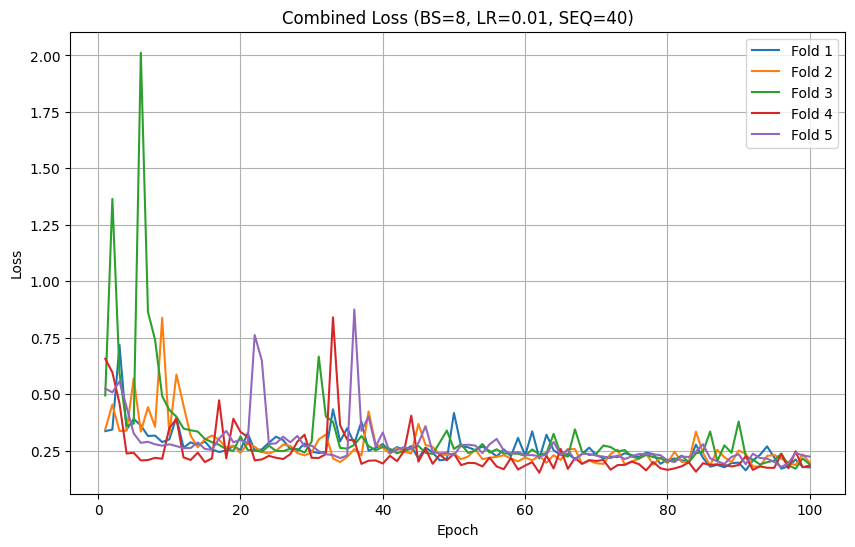 Combined Loss (BS=8, LR=0.01, SEQ=40)
Fold 1
Fold 2
Fold 3
Fold 4
Fold 5
Loss
2.00
1.75
1.50
1.25
1.00
0.75
0.50
0.25
0 20 40 60 80 100
Epoch